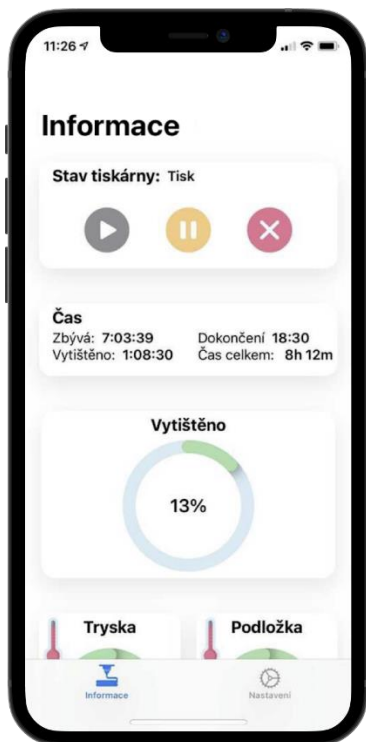 11:26
Informace
Stav tiskárny: Tisk
Čas
Zbývá: 7:03:39 Dokončení 18:30
Vytištěno: 1:08:30 Čas celkem: 8h 12m
Vytištěno
13%
Tryska Podložka
Informace Nastavení